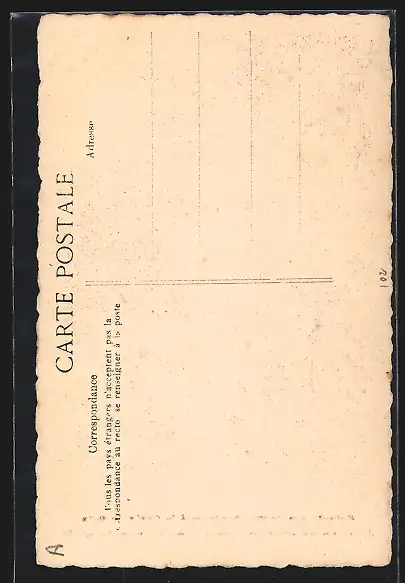 CARTE POSTALE
Correspondance
Tous les pays étrangers n'acceptent pas la
correspondance au recto se renseigner à la poste
Adresse
102
A